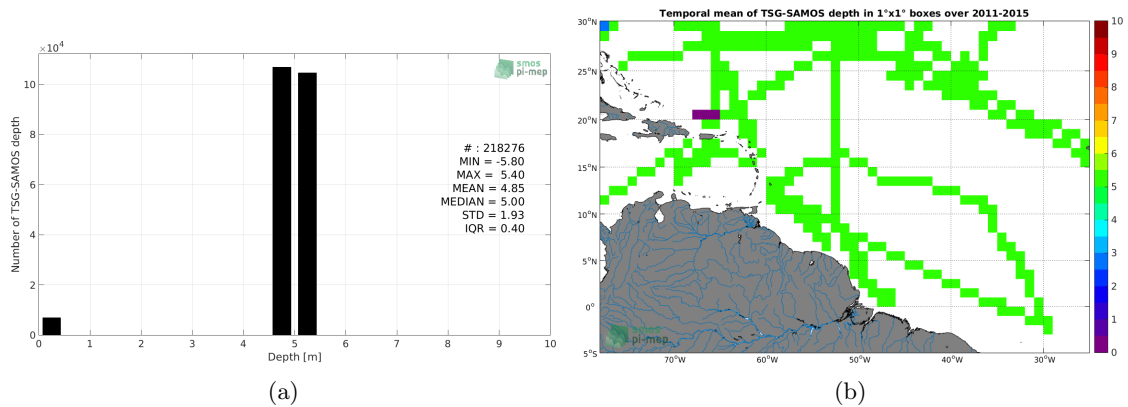 ×10⁴
10
8
6
4
2
0
Number of TSG-SAMOS depth
smos
pi-mep
# : 218276
MIN = -5.80
MAX = 5.40
MEAN = 4.85
MEDIAN = 5.00
STD = 1.93
IQR = 0.40
0 1 2 3 4 5 6 7 8 9 10
Depth [m]
(a)
Temporal mean of TSG-SAMOS depth in 1°x1° boxes over 2011-2015
30°N
25°N
20°N
15°N
10°N
5°N
0°
5°S
smos
pi-mep
70°W 60°W 50°W 40°W 30°W
10
9
8
7
6
5
4
3
2
1
0
(b)